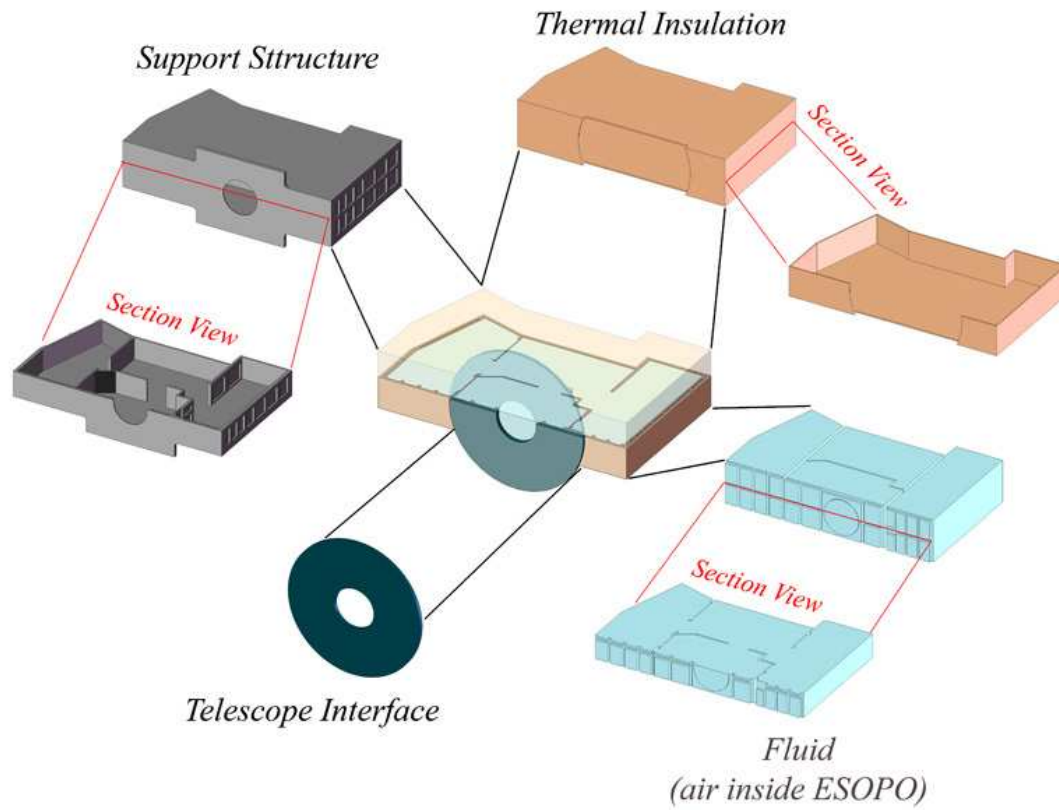 Thermal Insulation
Support Sttructure
Section View
Section View
Section View
Telescope Interface
Fluid
(air inside ESOPO)